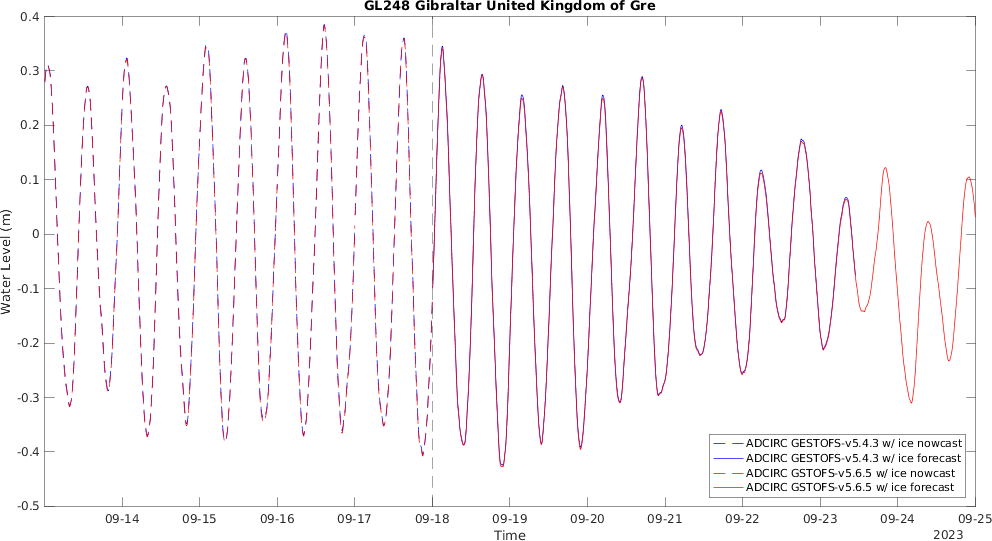 GL248 Gibraltar United Kingdom of Gre
0.4
0.3
0.2
0.1
0
-0.1
-0.2
-0.3
-0.4
-0.5
Water Level (m)
09-14 09-15 09-16 09-17 09-18 09-19 09-20 09-21 09-22 09-23 09-24 09-25
Time
2023
ADCIRC GESTOFS-v5.4.3 w/ ice nowcast
ADCIRC GESTOFS-v5.4.3 w/ ice forecast
ADCIRC GSTOFS-v5.6.5 w/ ice nowcast
ADCIRC GSTOFS-v5.6.5 w/ ice forecast